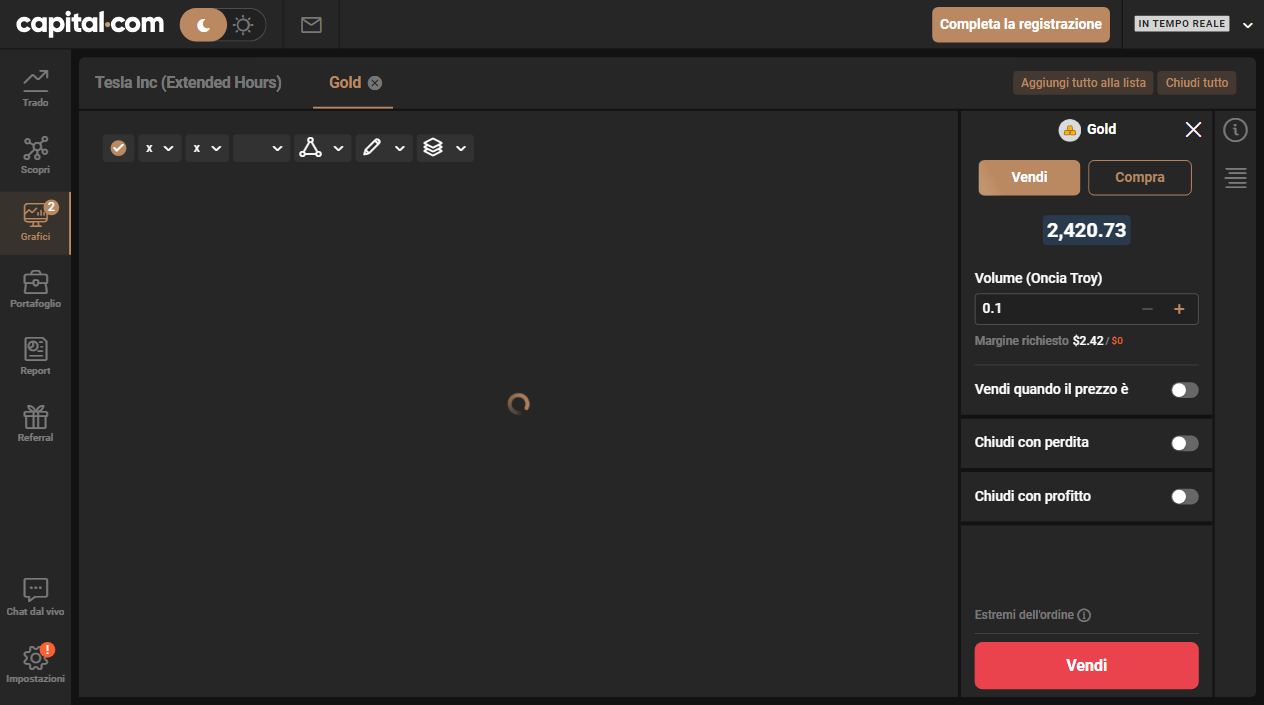 capital.com
Completa la registrazione
IN TEMPO REALE
Trado
Scopri
2
Grafici
Portafoglio
Report
Referral
Chat dal vivo
!
Impostazioni
Tesla Inc (Extended Hours)
Gold
Aggiungi tutto alla lista
Chiudi tutto
x
x
Gold
Vendi
Compra
2,420.73
Volume (Oncia Troy)
0.1
Margine richiesto $2.42 / $0
Vendi quando il prezzo è
Chiudi con perdita
Chiudi con profitto
Estremi dell'ordine
Vendi